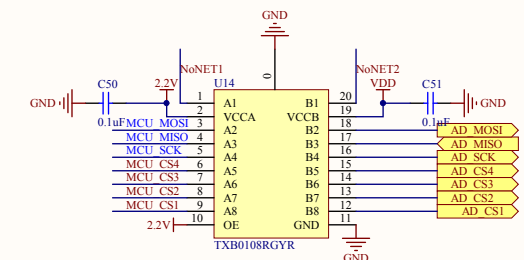 GND
NoNET1
NoNET2
C50
2.2V
U14
0
VDD
C51
GND
0.1uF
1 A1
B1 20
0.1uF
GND
2 VCCA
VCCB 19
MCU_MOSI 3 A2
B2 18 AD_MOSI
MCU_MISO 4 A3
B3 17 AD_MISO
MCU_SCK 5 A4
B4 16 AD_SCK
MCU_CS4 6 A5
B5 15 AD_CS4
MCU_CS3 7 A6
B6 14 AD_CS3
MCU_CS2 8 A7
B7 13 AD_CS2
MCU_CS1 9 A8
B8 12 AD_CS1
2.2V 10 OE
GND 11
TXB0108RGYR
GND